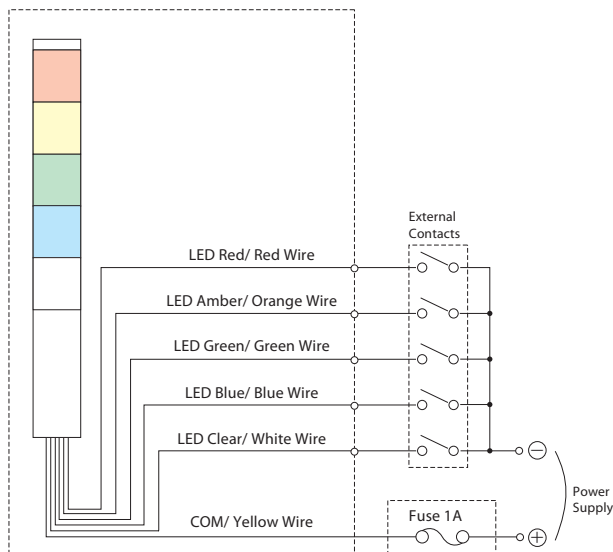 External
Contacts
LED Red/ Red Wire
LED Amber/ Orange Wire
LED Green/ Green Wire
LED Blue/ Blue Wire
LED Clear/ White Wire
COM/ Yellow Wire
Fuse 1A
Power
Supply